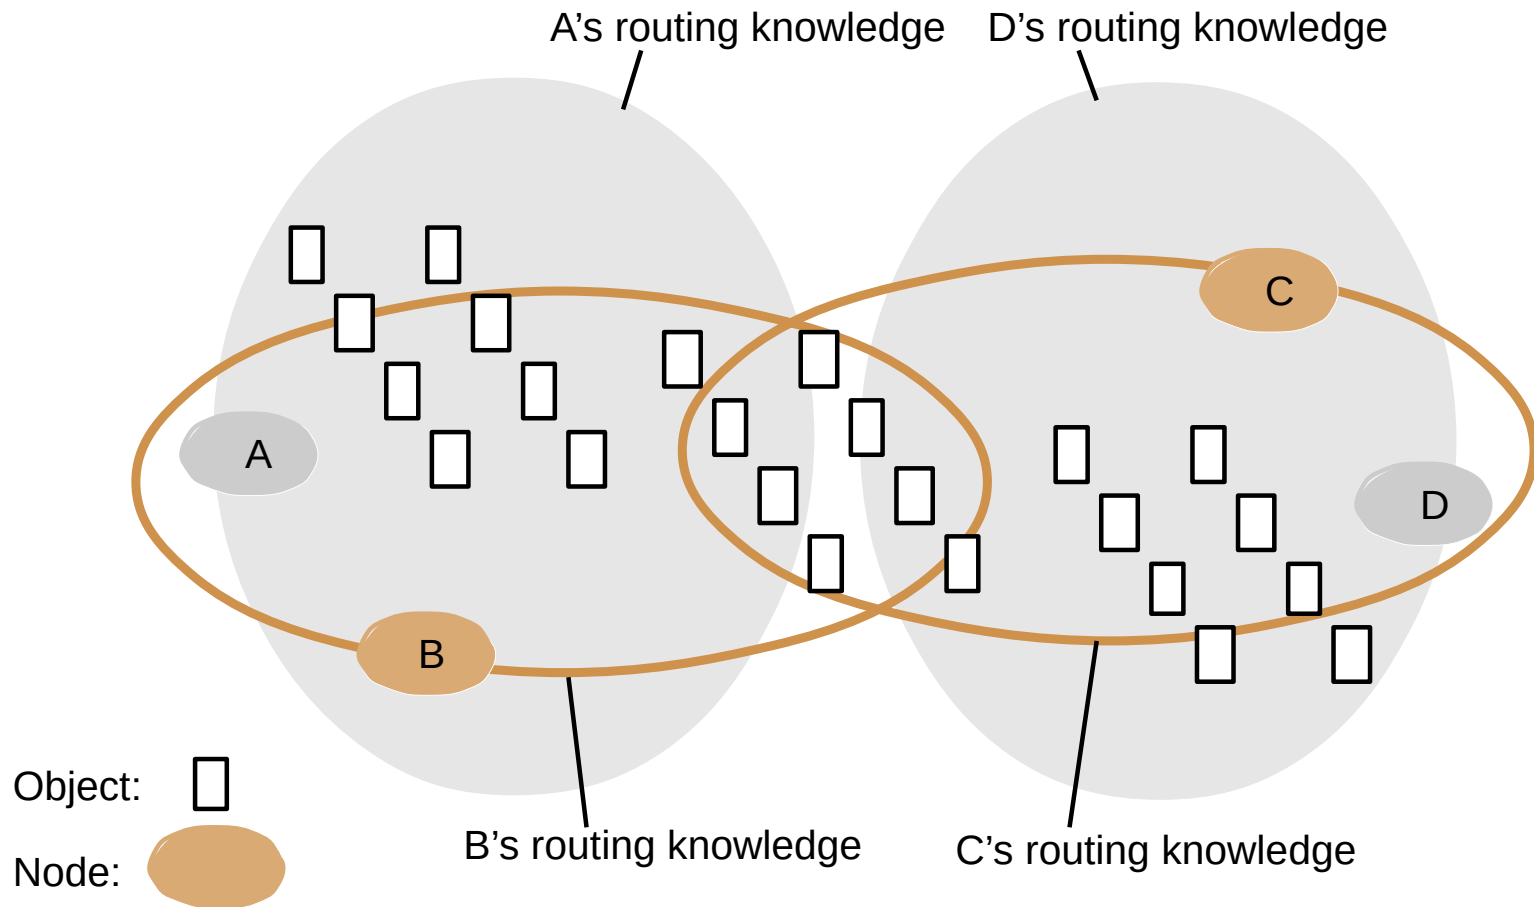 A’s routing knowledge
D’s routing knowledge
C
A
D
B
Object:
B’s routing knowledge
C’s routing knowledge
Node: